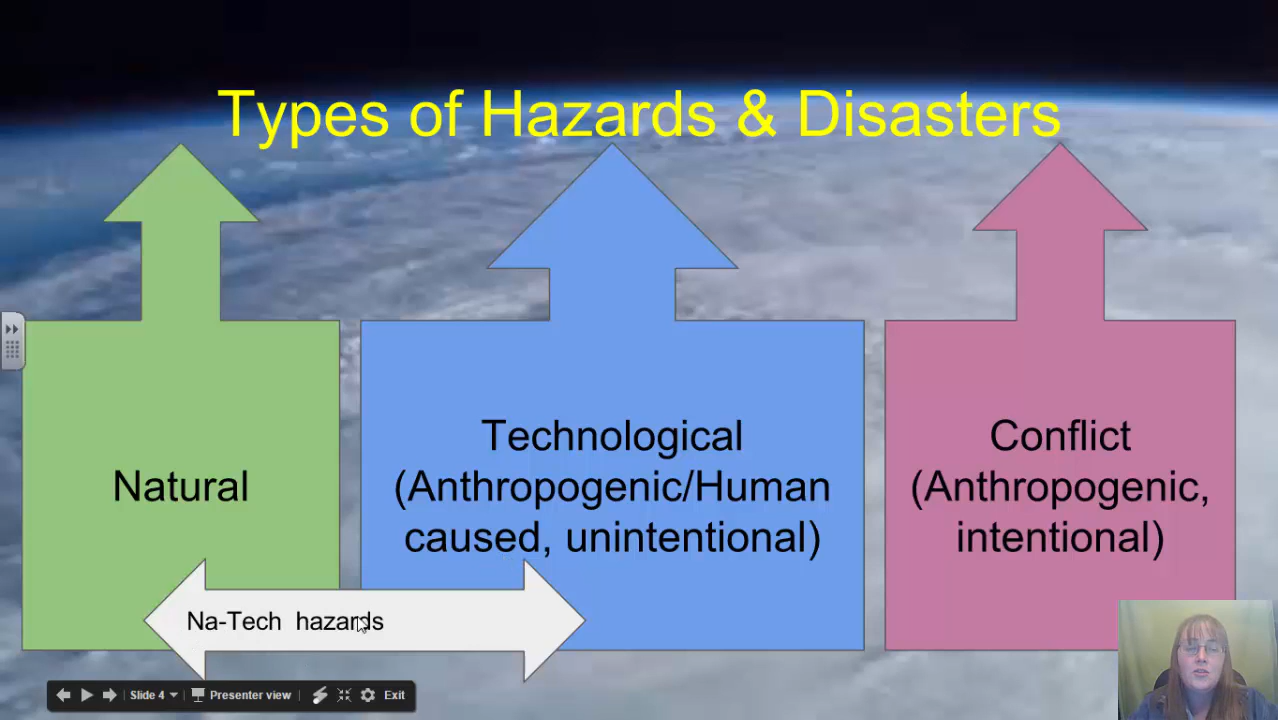 Types of Hazards & Disasters
Natural
Technological
(Anthropogenic/Human
caused, unintentional)
Conflict
(Anthropogenic,
intentional)
Na-Tech hazards
Slide 4
Presenter view
Exit